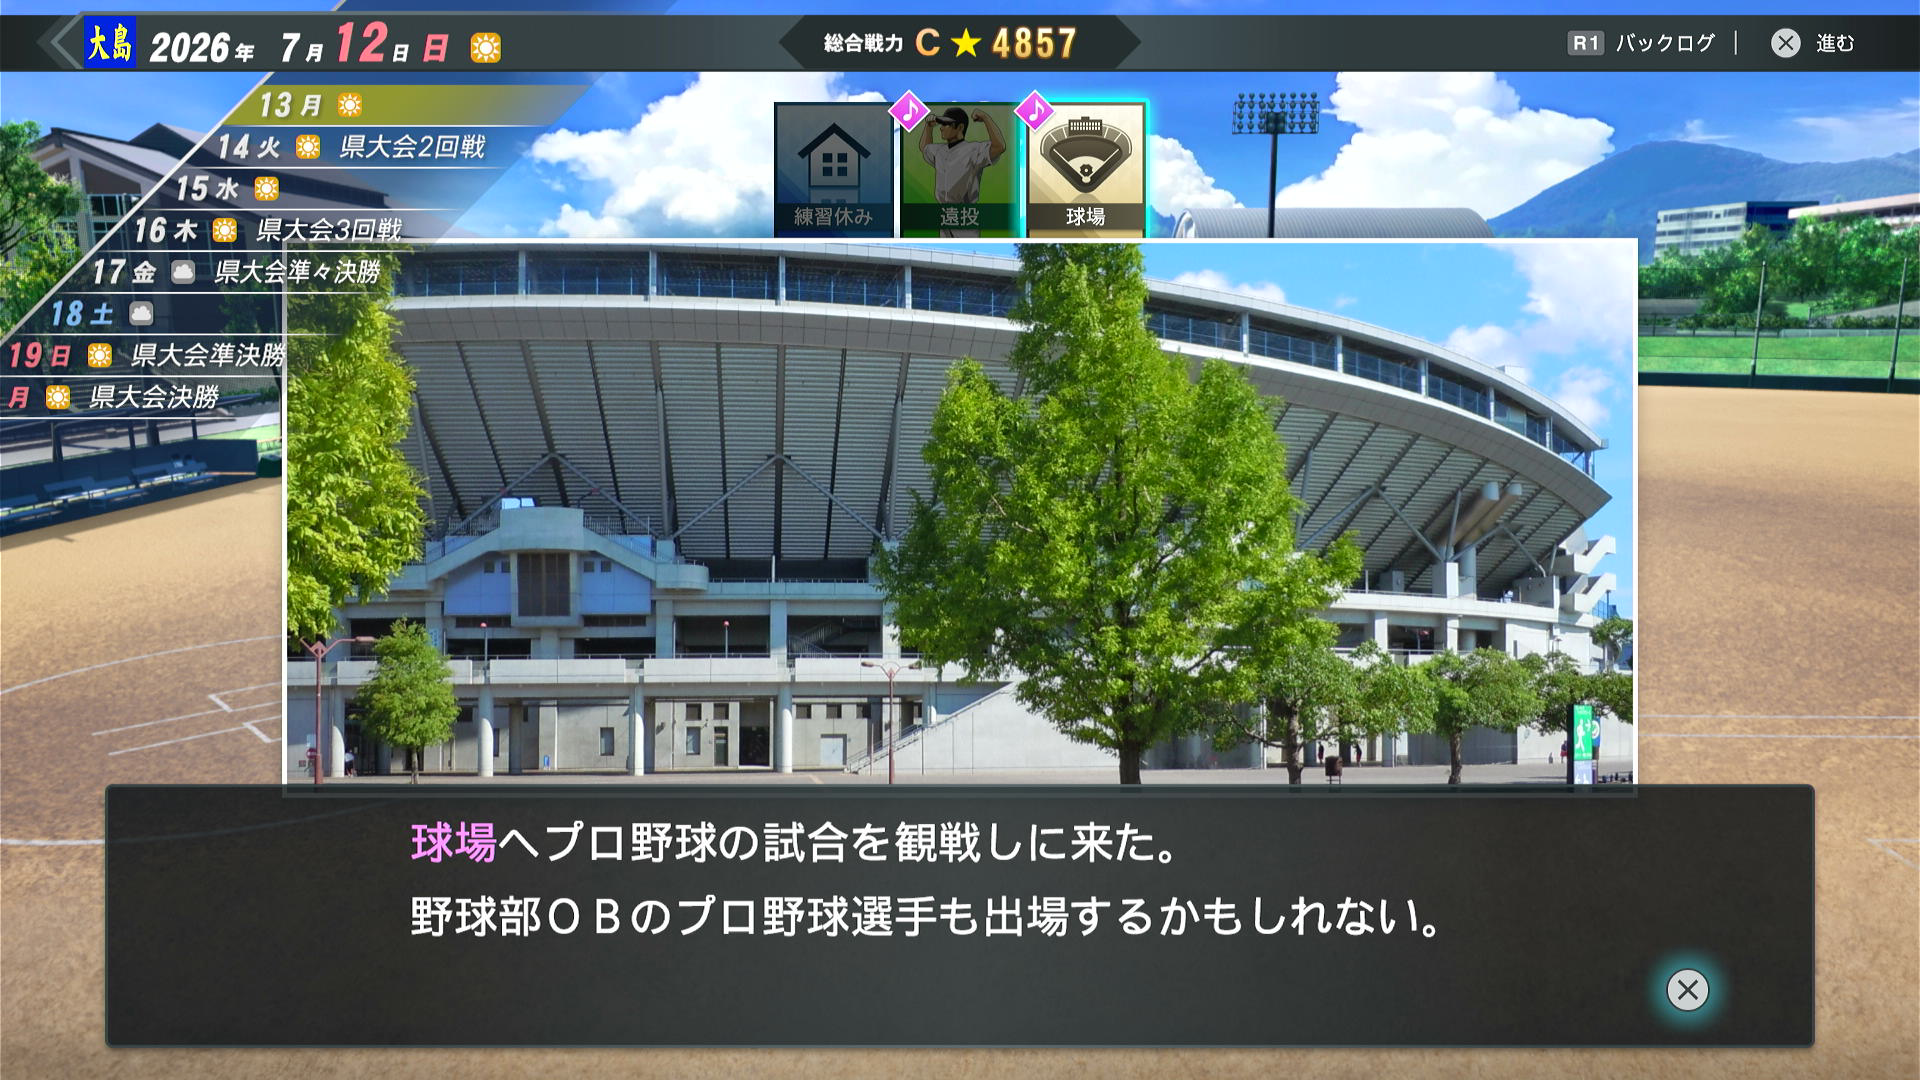 大島 2026年 7月12日 日
総合戦力 C ★ 4857
R1 バックログ | ⊗ 進む
13 月
14 火 県大会2回戦
15 水
16 木 県大会3回戦
17 金 県大会準々決勝
18 土
19 日 県大会準決勝
月 県大会決勝
練習休み
遠投
球場
球場へプロ野球の試合を観戦しに来た。
野球部ＯＢのプロ野球選手も出場するかもしれない。